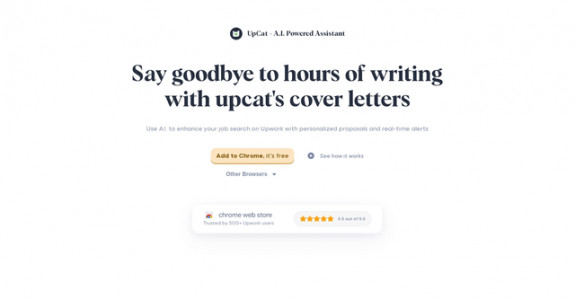 UpCat - A.I. Powered Assistant
Say goodbye to hours of writing
with upcat's cover letters
Use A.I. to enhance your job search on Upwork with personalized proposals and real-time alerts
Add to Chrome, it's free
See how it works
Other Browsers
chrome web store
Trusted by 500+ Upwork users
out of 5.0